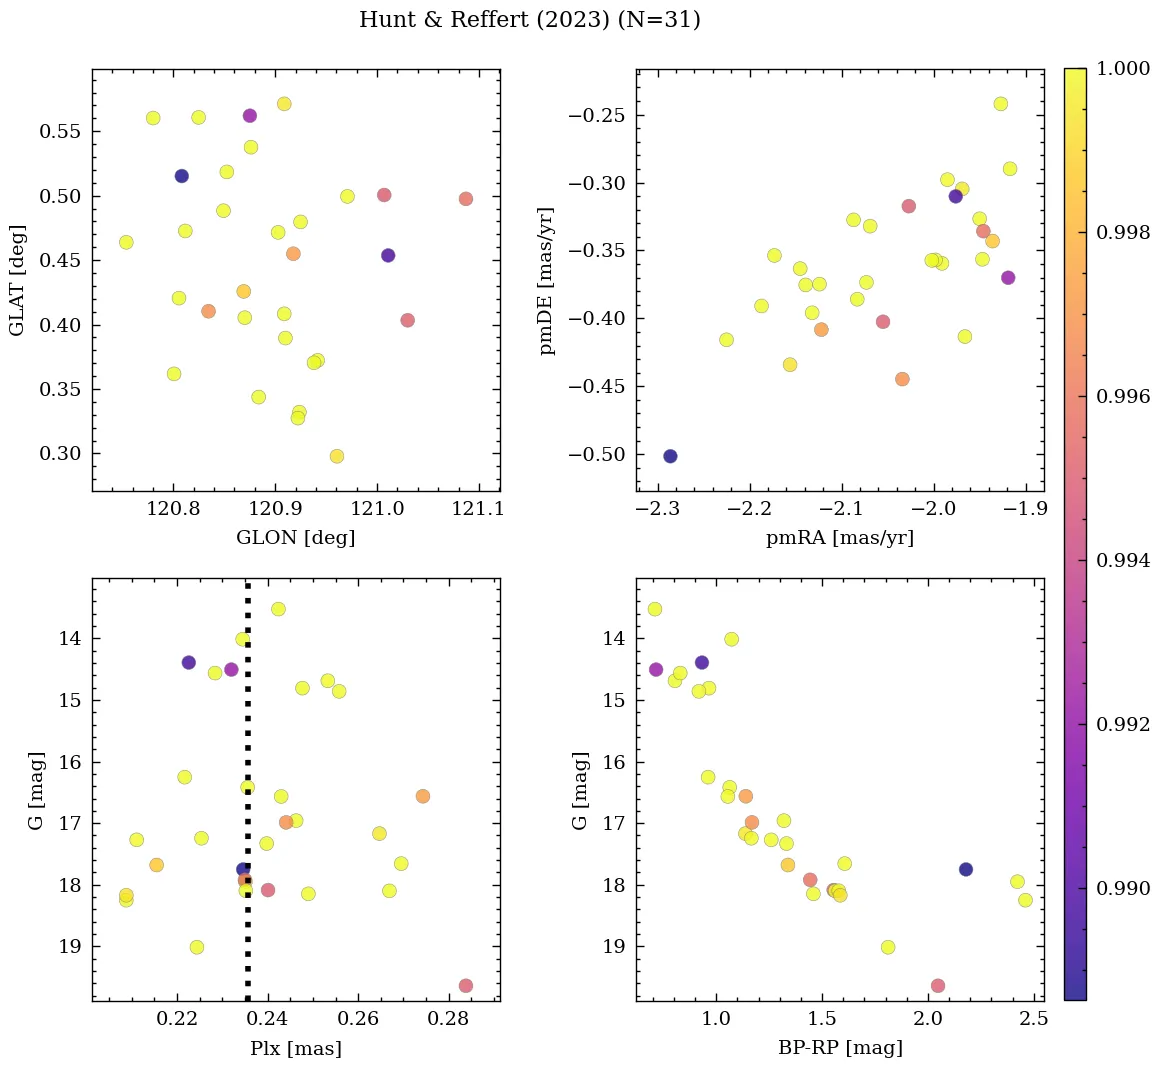 Hunt & Reffert (2023) (N=31)
0.55
0.50
0.45
0.40
0.35
0.30
GLAT [deg]
120.8 120.9 121.0 121.1
GLON [deg]
−0.25
−0.30
−0.35
−0.40
−0.45
−0.50
pmDE [mas/yr]
−2.3 −2.2 −2.1 −2.0 −1.9
pmRA [mas/yr]
14
15
16
17
18
19
G [mag]
0.22 0.24 0.26 0.28
Plx [mas]
14
15
16
17
18
19
G [mag]
1.0 1.5 2.0 2.5
BP-RP [mag]
1.000
0.998
0.996
0.994
0.992
0.990